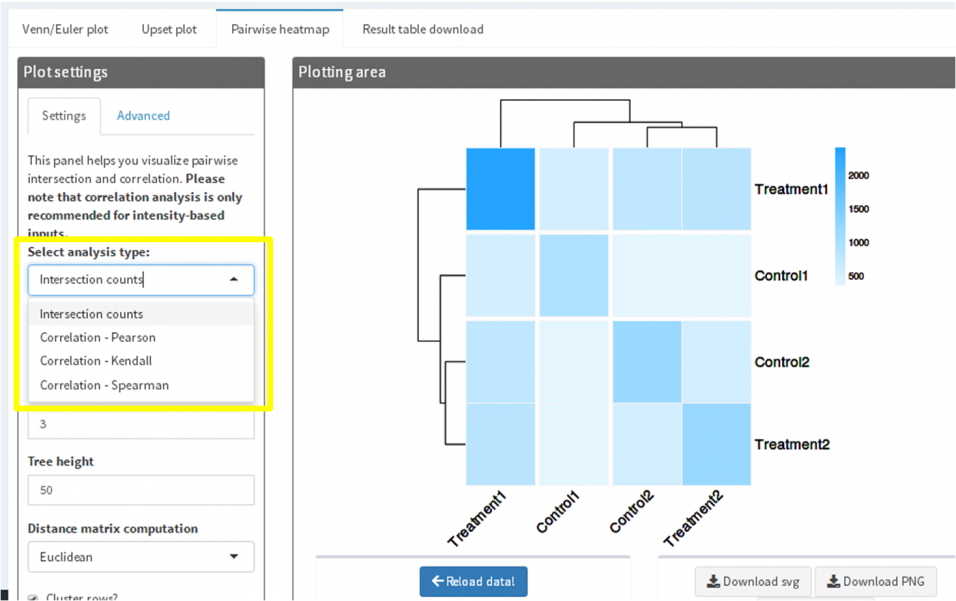 Venn/Euler plot
Upset plot
Pairwise heatmap
Result table download
Plot settings
Settings
Advanced
This panel helps you visualize pairwise
intersection and correlation. Please
note that correlation analysis is only
recommended for intensity-based
inputs.
Select analysis type:
Intersection counts
Intersection counts
Correlation - Pearson
Correlation - Kendall
Correlation - Spearman
3
Tree height
50
Distance matrix computation
Euclidean
Cluster rows?
Plotting area
Treatment1
Control1
Control2
Treatment2
2000
1500
1000
500
Treatment1
Control1
Control2
Treatment2
Reload data!
Download svg
Download PNG